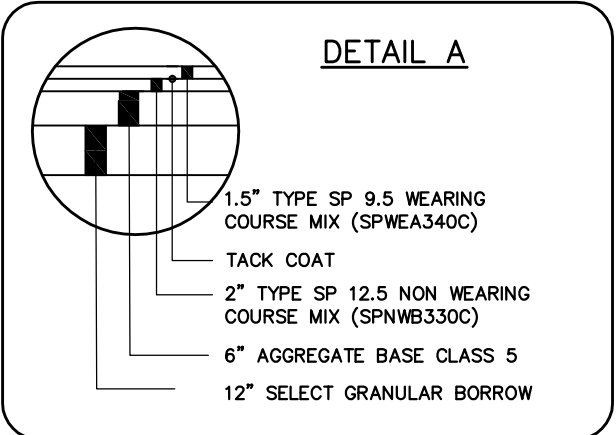 DETAIL A
1.5" TYPE SP 9.5 WEARING
COURSE MIX (SPWEA340C)
TACK COAT
2" TYPE SP 12.5 NON WEARING
COURSE MIX (SPNWB330C)
6" AGGREGATE BASE CLASS 5
12" SELECT GRANULAR BORROW